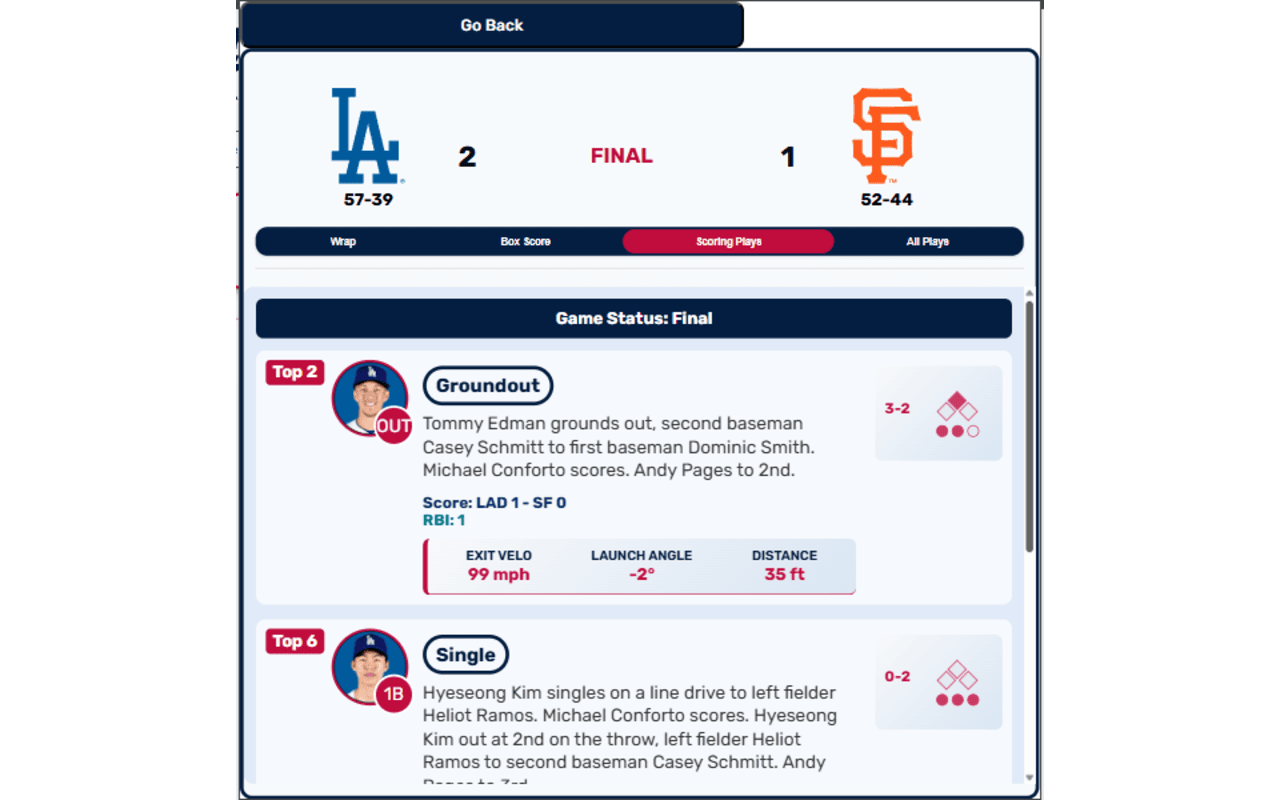 Go Back
LA
2
FINAL
1
SF
57-39
52-44
Wrap
Box Score
Scoring Plays
All Plays
Game Status: Final
Top 2
OUT
Groundout
Tommy Edman grounds out, second baseman
Casey Schmitt to first baseman Dominic Smith.
Michael Conforto scores. Andy Pages to 2nd.
Score: LAD 1 - SF 0
RBI: 1
EXIT VELO
LAUNCH ANGLE
DISTANCE
99 mph
-2°
35 ft
3-2
Top 6
1B
Single
Hyeseong Kim singles on a line drive to left fielder
Heliot Ramos. Michael Conforto scores. Hyeseong
Kim out at 2nd on the throw, left fielder Heliot
Ramos to second baseman Casey Schmitt. Andy
Pages to 3rd.
0-2